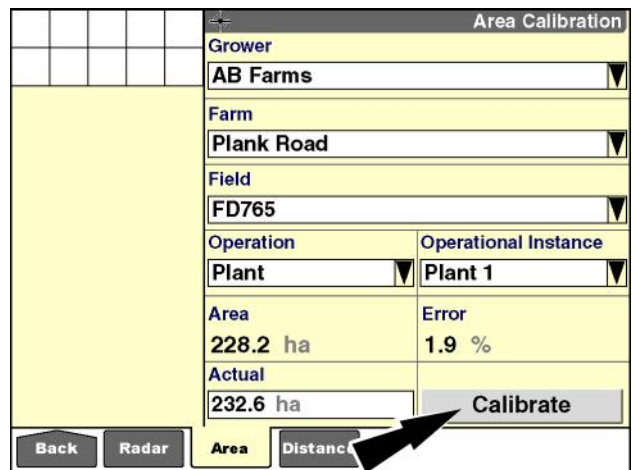 Area Calibration
Grower
AB Farms
Farm
Plank Road
Field
FD765
Operation
Operational Instance
Plant
Plant 1
Area
Error
228.2 ha
1.9 %
Actual
232.6 ha
Calibrate
Back
Radar
Area
Distance